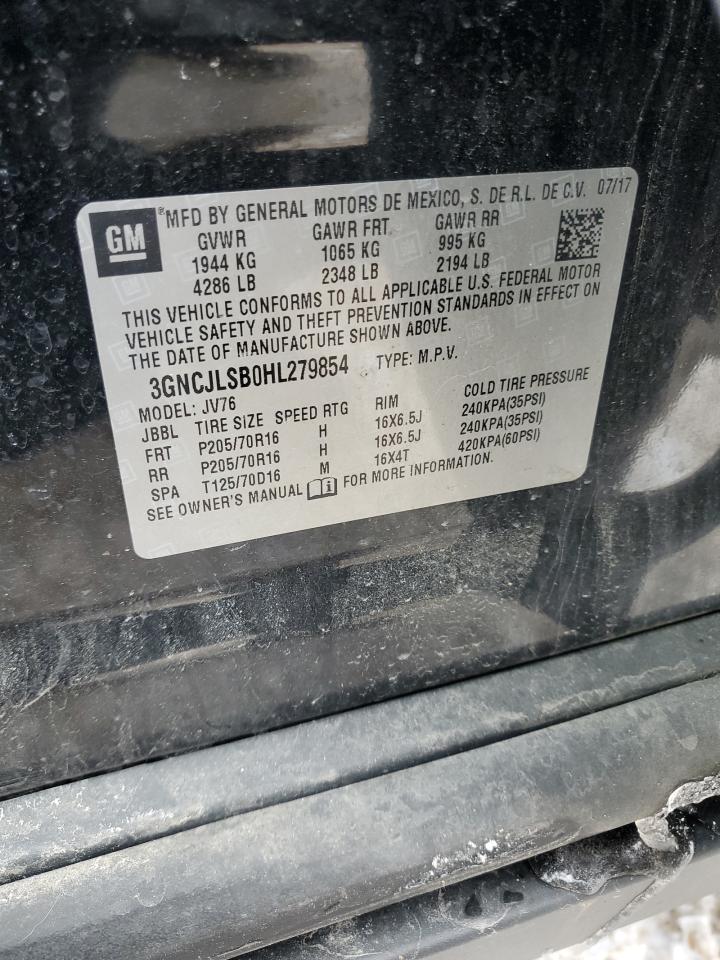 GM ® MFD BY GENERAL MOTORS DE MEXICO, S. DE R.L. DE C.V. 07/17
GVWR GAWR FRT GAWR RR
1944 KG 1065 KG 995 KG
4286 LB 2348 LB 2194 LB
THIS VEHICLE CONFORMS TO ALL APPLICABLE U.S. FEDERAL MOTOR
VEHICLE SAFETY AND THEFT PREVENTION STANDARDS IN EFFECT ON
THE DATE OF MANUFACTURE SHOWN ABOVE.
3GNCJLSB0HL279854 TYPE: M.P.V.
MODEL: JV76
JBBL TIRE SIZE SPEED RTG RIM COLD TIRE PRESSURE
FRT P205/70R16 H 16X6.5J 240KPA(35PSI)
RR P205/70R16 H 16X6.5J 240KPA(35PSI)
SPA T125/70D16 M 16X4T 420KPA(60PSI)
SEE OWNER'S MANUAL FOR MORE INFORMATION.